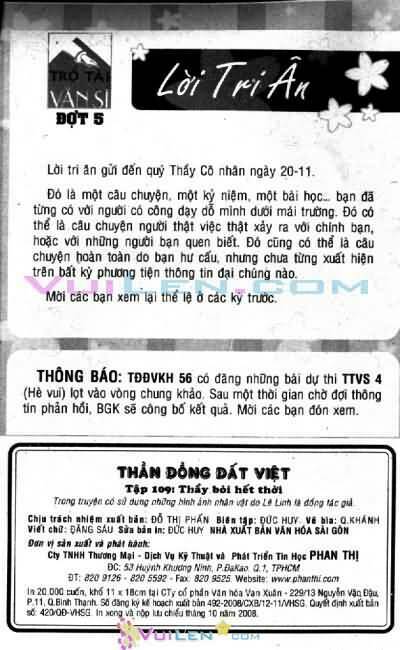 TRỔ TÀI
VĂN SĨ
ĐỢT 5
Lời Tri Ân
Lời tri ân gửi đến quý Thầy Cô nhân ngày 20-11.
Đó là một câu chuyện, một kỷ niệm, một bài học... bạn đã
từng có với người có công dạy dỗ mình dưới mái trường. Đó có
thể là câu chuyện người thật việc thật xảy ra với chính bạn,
hoặc với những người bạn quen biết. Đó cũng có thể là câu
chuyện hoàn toàn do bạn hư cấu, nhưng chưa từng xuất hiện
trên bất kỳ phương tiện thông tin đại chúng nào.
VUILEN.COM
Mời các bạn xem lại thể lệ ở các kỳ trước.
THÔNG BÁO: TĐĐVKH 56 có đăng những bài dự thi TTVS 4
(Hè vui) lọt vào vòng chung khảo. Sau một thời gian chờ đợi thông
tin phản hồi, BGK sẽ công bố kết quả. Mời các bạn đón xem.
THẦN ĐỒNG ĐẤT VIỆT
Tập 109: Thầy bói hết thời
Trong truyện có sử dụng những hình ảnh nhân vật do Lê Linh là đồng tác giả.
Chịu trách nhiệm xuất bản: ĐỖ THỊ PHẤN Biên tập: ĐỨC HUY Vẽ bìa: Q.KHÁNH
Viết chữ: ĐẶNG SÁU Sửa bản in: ĐỨC HUY NHÀ XUẤT BẢN VĂN HÓA SÀI GÒN
Đơn vị sản xuất và phát hành:
Cty TNHH Thương Mại - Dịch Vụ Kỹ Thuật và Phát Triển Tin Học PHAN THỊ
ĐC: 53 Huỳnh Khương Ninh, P.ĐaKao, Q.1, TPHCM
ĐT: 820 9126 - 820 5592 - Fax: 820 9525. Website: www.phanthi.com
In 20.000 cuốn, khổ 11 x 18cm tại CTy cổ phần Văn hóa Vạn Xuân - 229/13 Nguyễn Văn Đậu,
P.11, Q.Bình Thạnh. Số đăng ký kế hoạch xuất bản 492-2008/CXB/12-11/VHSG. Quyết định xuất bản
số: 420/QĐ-VHSG. In xong và nộp lưu chiểu tháng 10 năm 2008.
VUILEN.COM